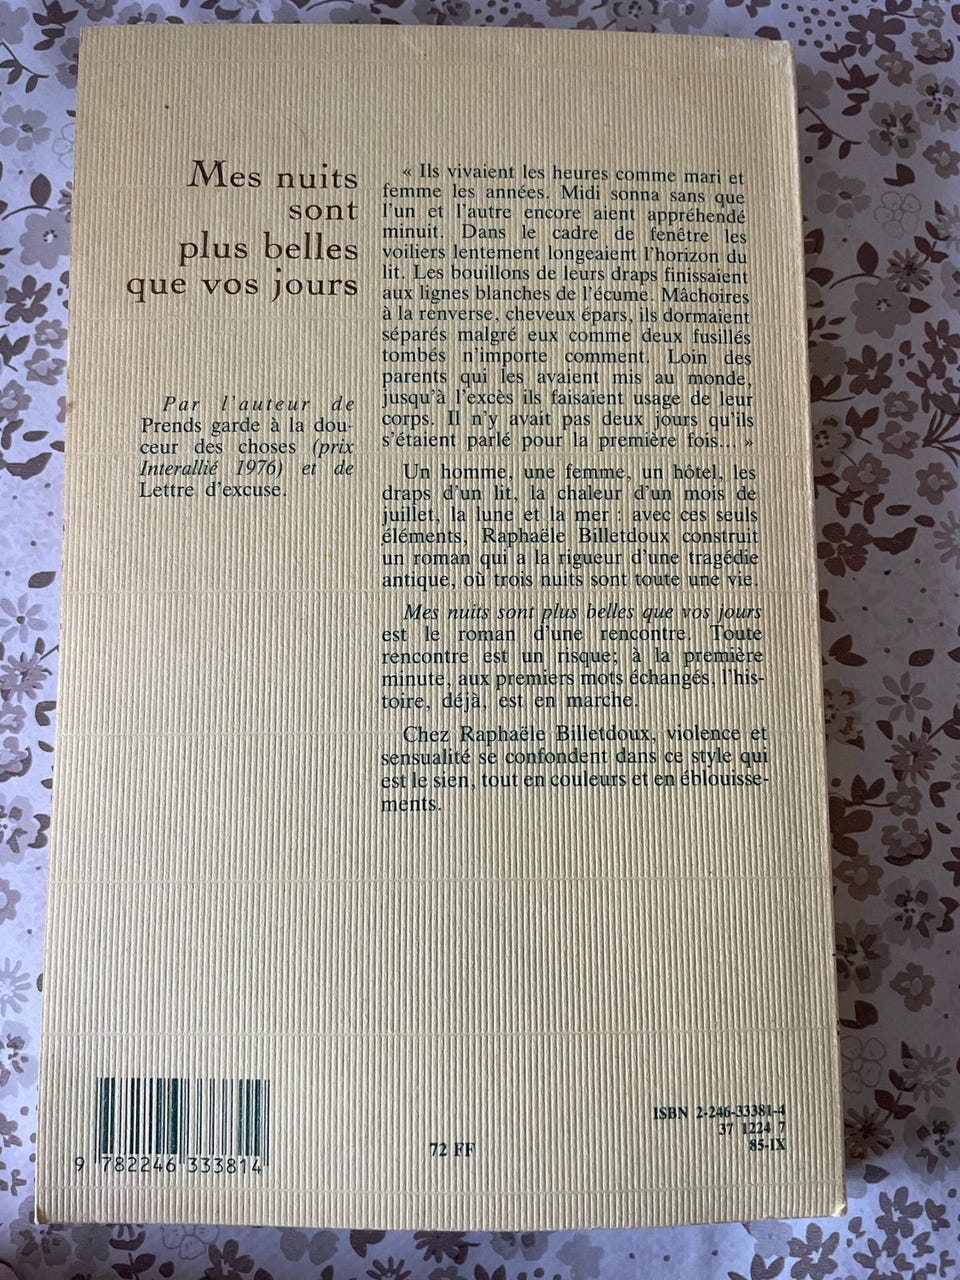 Mes nuits
sont
plus belles
que vos jours
Par l'auteur de
Prends garde à la dou-
ceur des choses (prix
Interallié 1976) et de
Lettre d'excuse.
« Ils vivaient les heures comme mari et
femme les années. Midi sonna sans que
l'un et l'autre encore aient appréhendé
minuit. Dans le cadre de fenêtre les
voiliers lentement longeaient l'horizon du
lit. Les bouillons de leurs draps finissaient
aux lignes blanches de l'écume. Mâchoires
à la renverse, cheveux épars, ils dormaient
séparés malgré eux comme deux fusillés
tombés n'importe comment. Loin des
parents qui les avaient mis au monde,
jusqu'à l'excès ils faisaient usage de leur
corps. Il n'y avait pas deux jours qu'ils
s'étaient parlé pour la première fois... »
Un homme, une femme, un hôtel, les
draps d'un lit, la chaleur d'un mois de
juillet, la lune et la mer : avec ces seuls
éléments, Raphaële Billetdoux construit
un roman qui a la rigueur d'une tragédie
antique, où trois nuits sont toute une vie.
Mes nuits sont plus belles que vos jours
est le roman d'une rencontre. Toute
rencontre est un risque; à la première
minute, aux premiers mots échangés, l'his-
toire, déjà, est en marche.
Chez Raphaële Billetdoux, violence et
sensualité se confondent dans ce style qui
est le sien, tout en couleurs et en éblouisse-
ments.
9 782246 333814
72 FF
ISBN 2-246-33381-4
37 1224 7
85-IX